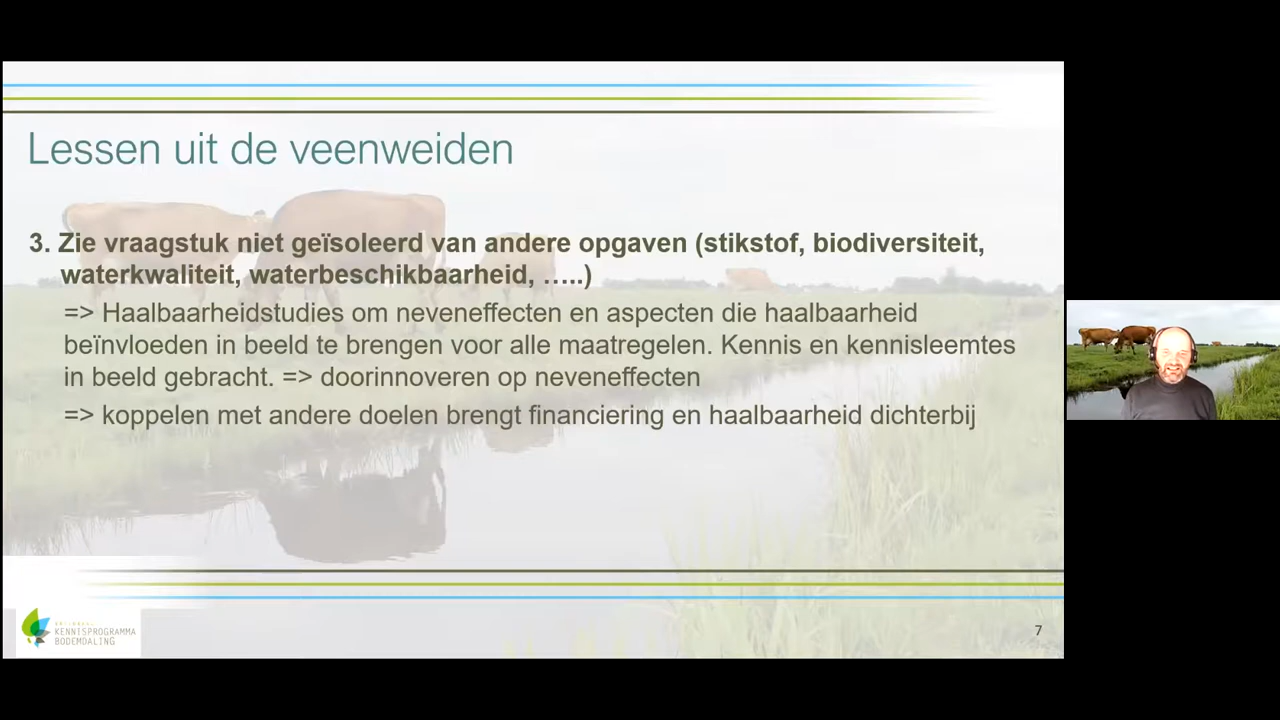 Lessen uit de veenweiden
3. Zie vraagstuk niet geïsoleerd van andere opgaven (stikstof, biodiversiteit,
waterkwaliteit, waterbeschikbaarheid, …..)
=> Haalbaarheidstudies om neveneffecten en aspecten die haalbaarheid
beïnvloeden in beeld te brengen voor alle maatregelen. Kennis en kennisleemtes
in beeld gebracht. => doorinnoveren op neveneffecten
=> koppelen met andere doelen brengt financiering en haalbaarheid dichterbij
KENNISPROGRAMMA
BODEMDALING
7